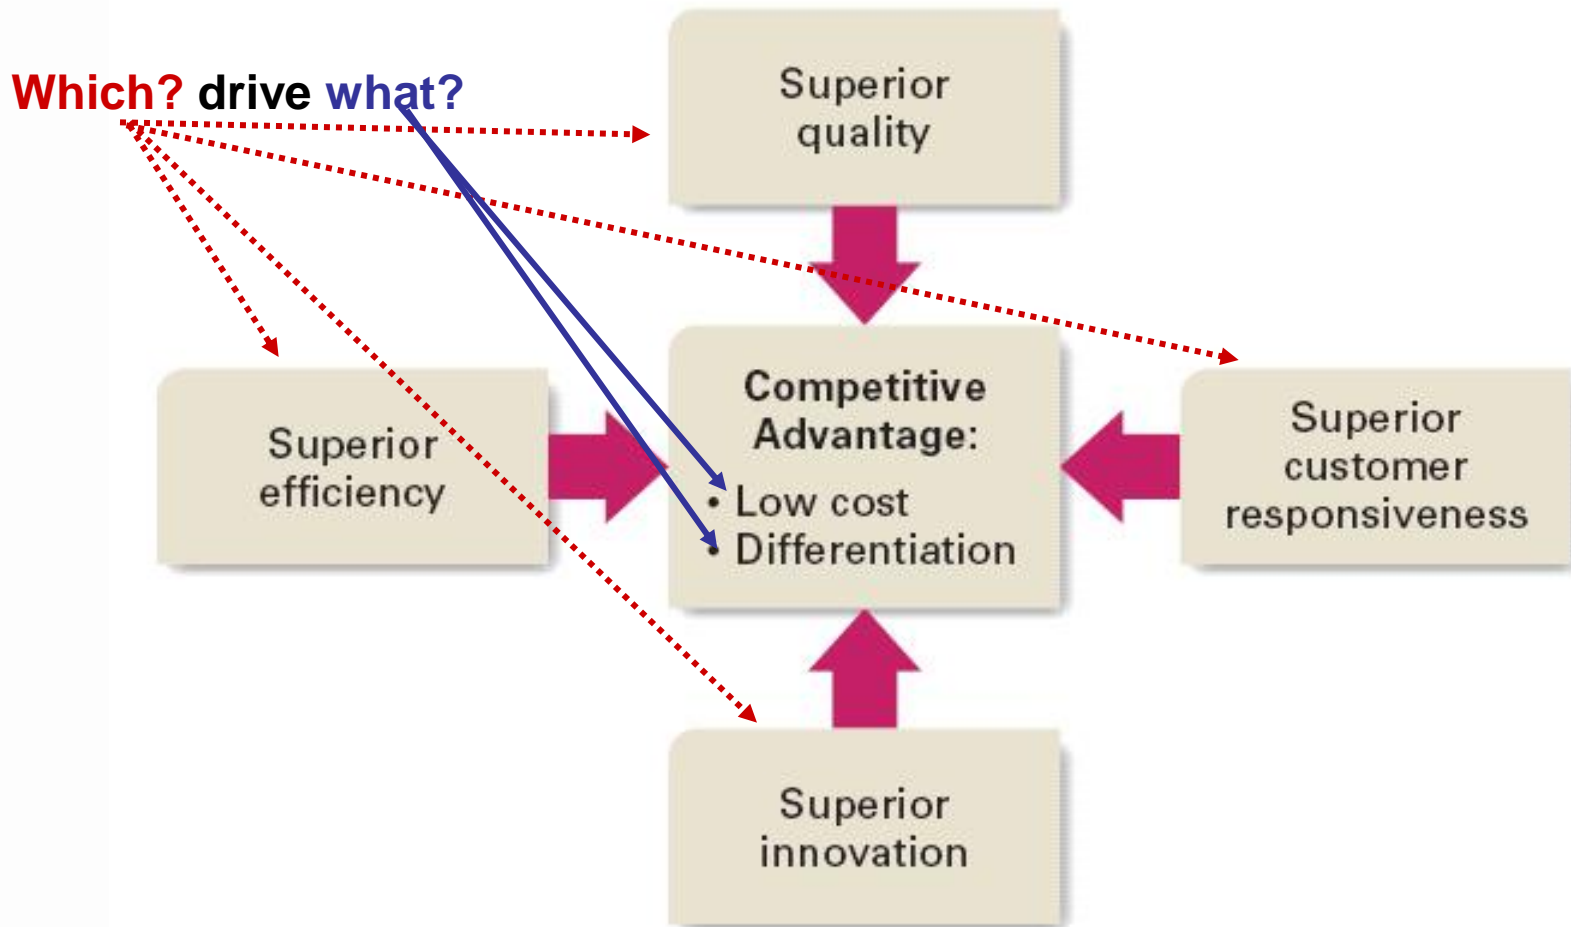 Which? drive what?
Superior
quality
Superior
efficiency
Competitive
Advantage:
• Low cost
• Differentiation
Superior
customer
responsiveness
Superior
innovation